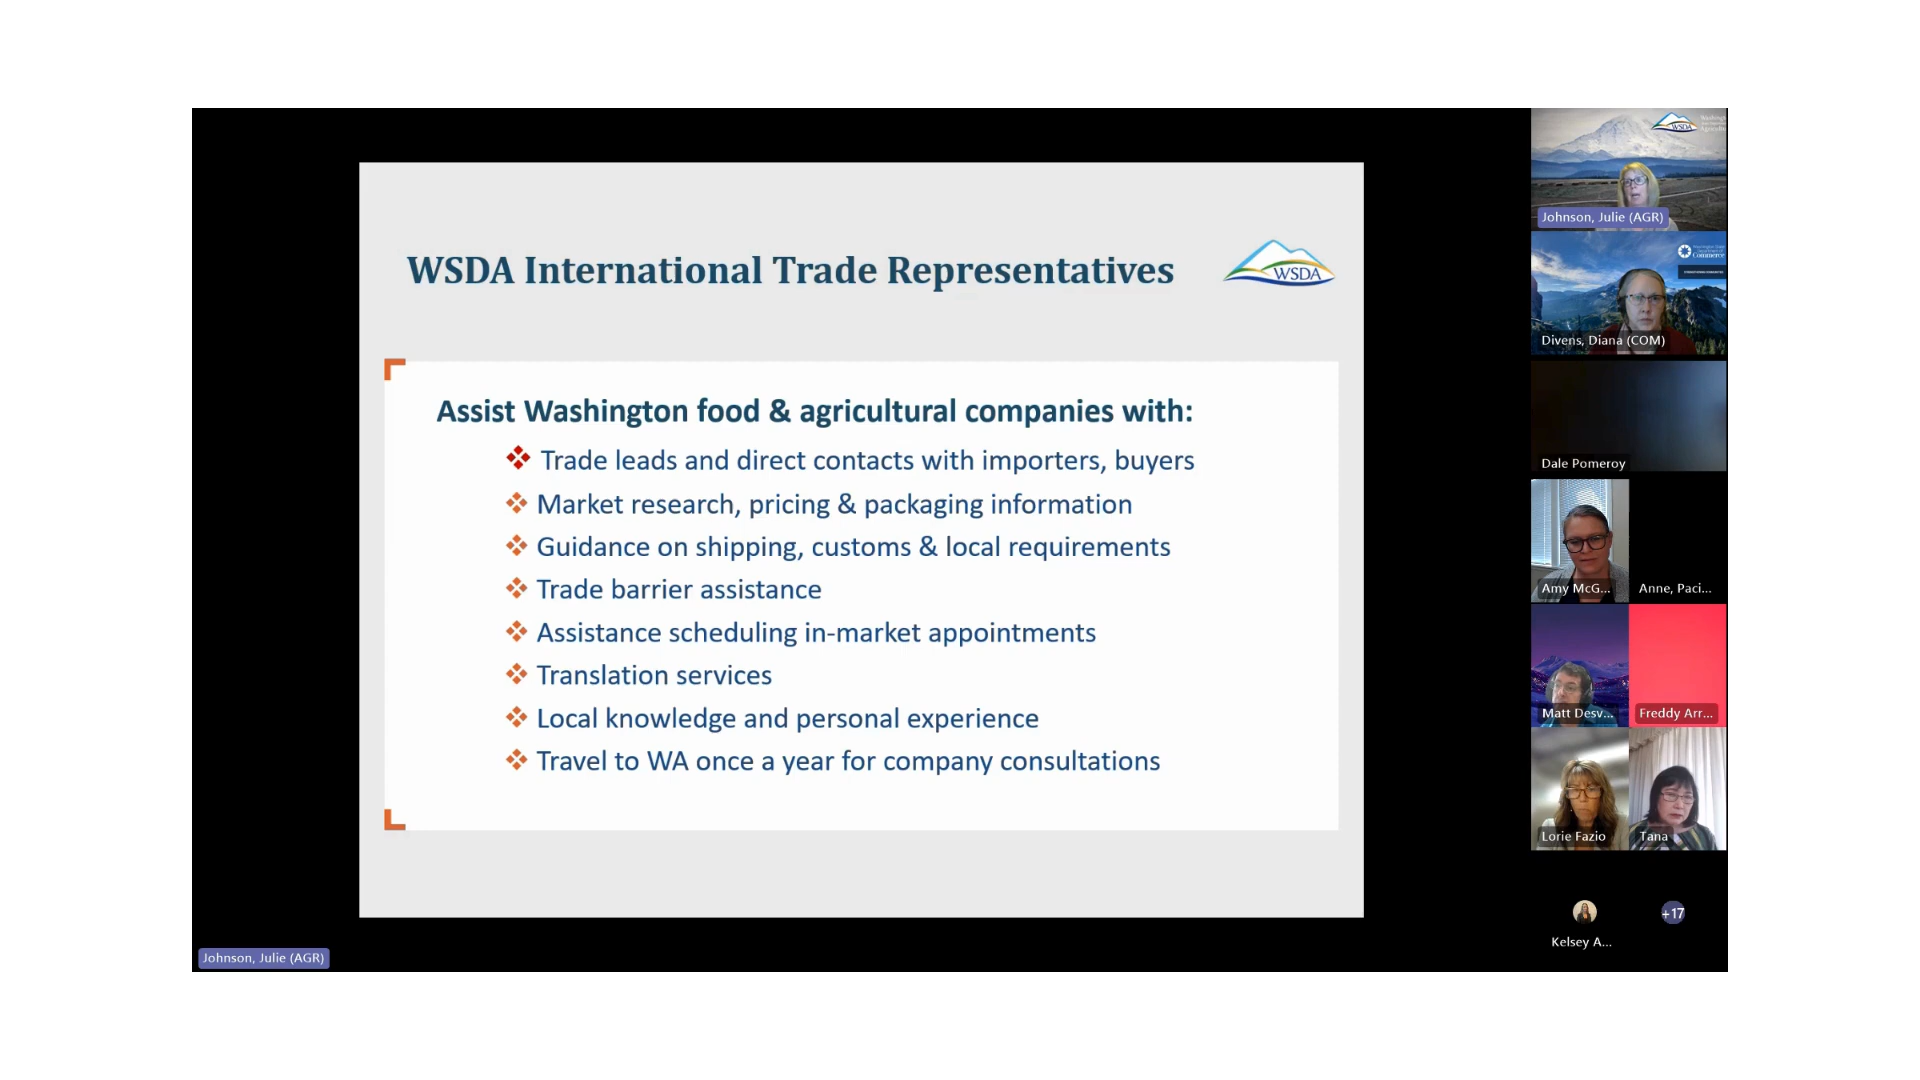 WSDA International Trade Representatives
WSDA
Assist Washington food & agricultural companies with:
Trade leads and direct contacts with importers, buyers
Market research, pricing & packaging information
Guidance on shipping, customs & local requirements
Trade barrier assistance
Assistance scheduling in-market appointments
Translation services
Local knowledge and personal experience
Travel to WA once a year for company consultations
Johnson, Julie (AGR)
WSDA
Johnson, Julie (AGR)
Commerce
Divens, Diana (COM)
Dale Pomeroy
Amy McG...
Anne, Paci...
Matt Desv...
Freddy Arr...
Lorie Fazio
Tana
Kelsey A...
+17